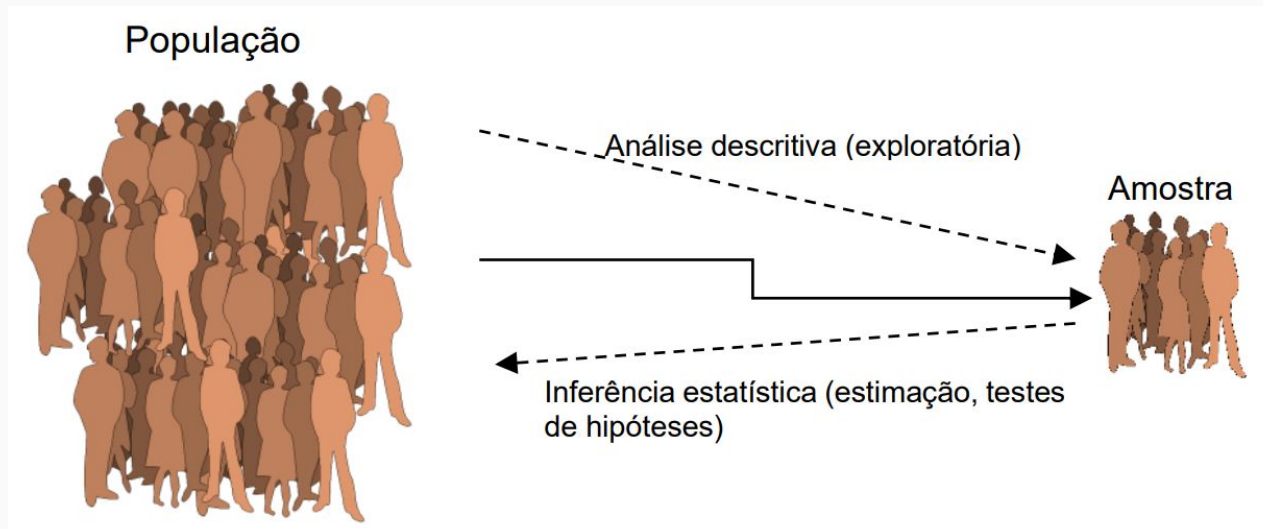 População
Análise descritiva (exploratória)
Amostra
Inferência estatística (estimação, testes
de hipóteses)